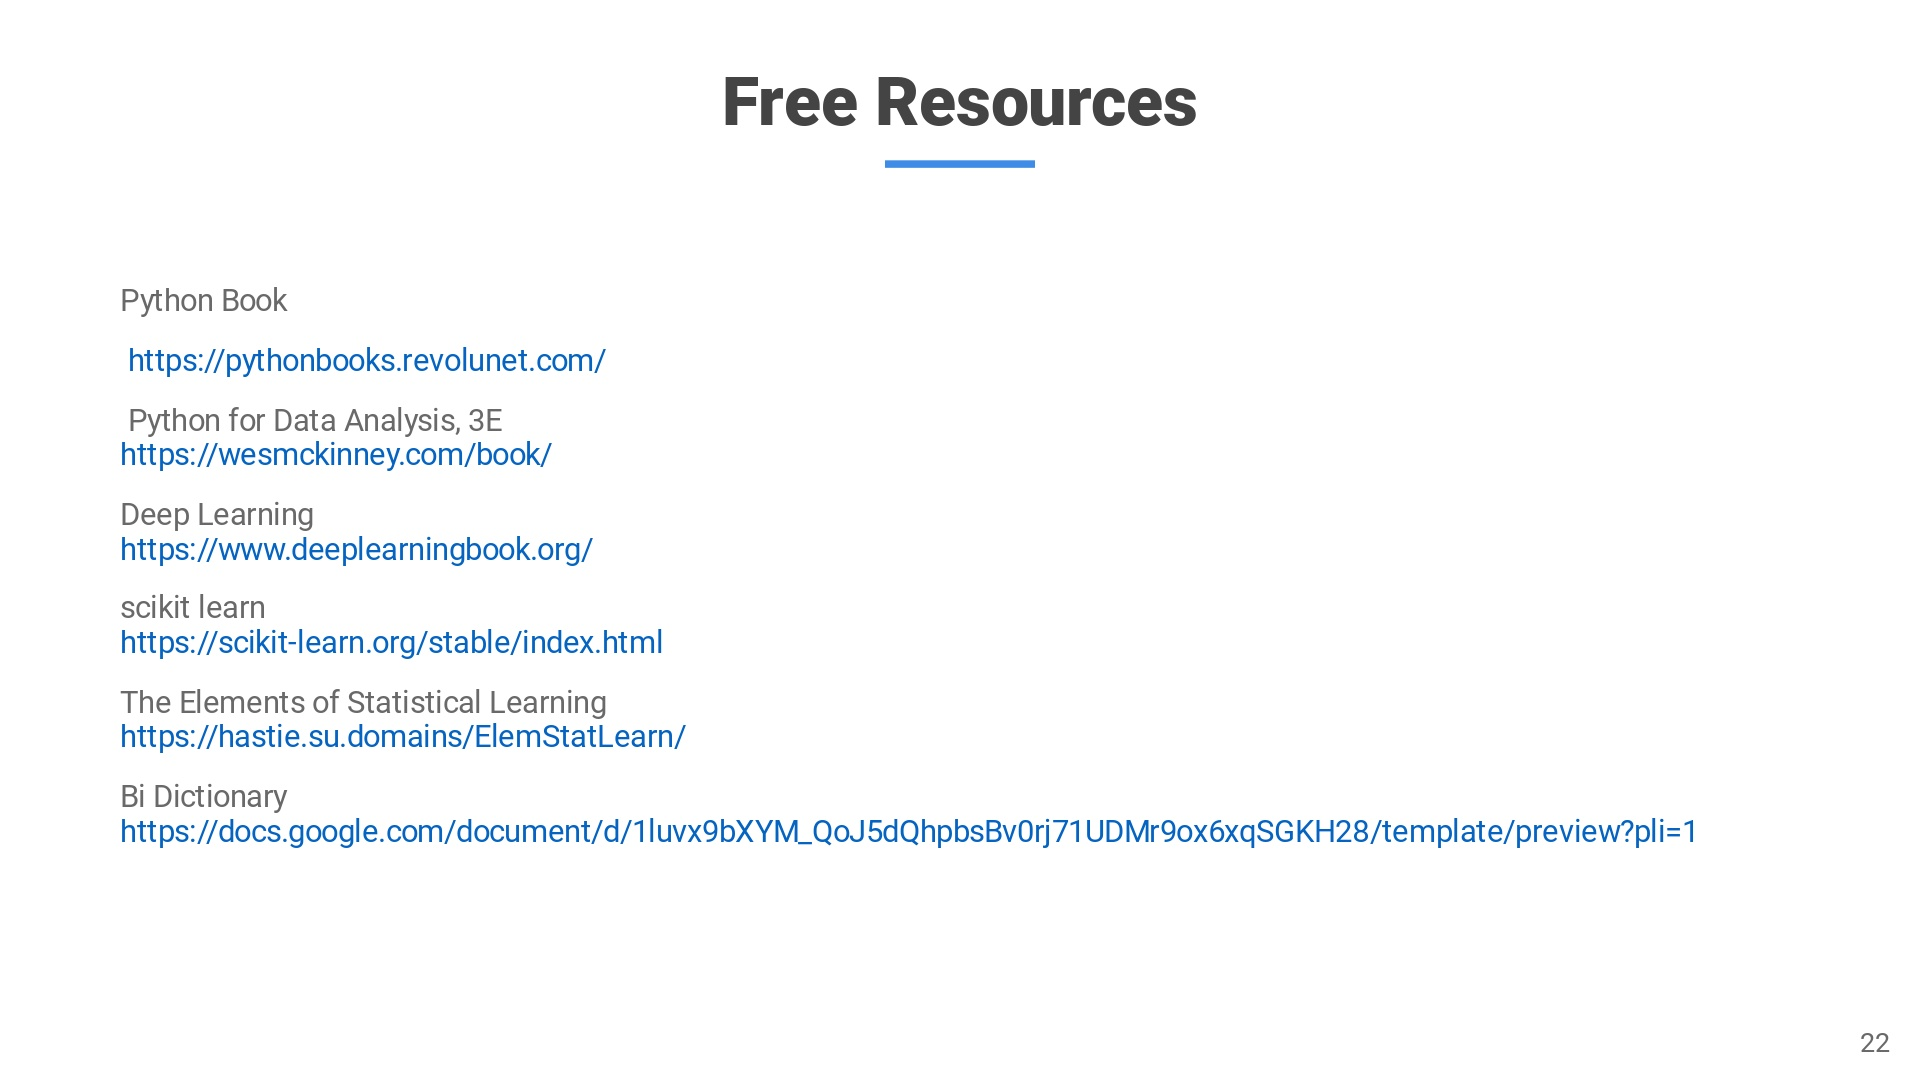 Free Resources
Python Book
https://pythonbooks.revolunet.com/
Python for Data Analysis, 3E
https://wesmckinney.com/book/
Deep Learning
https://www.deeplearningbook.org/
scikit learn
https://scikit-learn.org/stable/index.html
The Elements of Statistical Learning
https://hastie.su.domains/ElemStatLearn/
Bi Dictionary
https://docs.google.com/document/d/1luvx9bXYM_QoJ5dQhpbsBv0rj71UDMr9ox6xqSGKH28/template/preview?pli=1
22